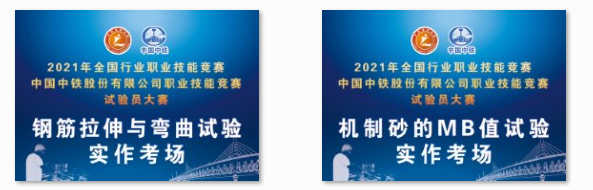 中国中铁
2021年全国行业职业技能竞赛
中国中铁股份有限公司职业技能竞赛
试验员大赛
钢筋拉伸与弯曲试验
实作考场
中国中铁
2021年全国行业职业技能竞赛
中国中铁股份有限公司职业技能竞赛
试验员大赛
机制砂的MB值试验
实作考场